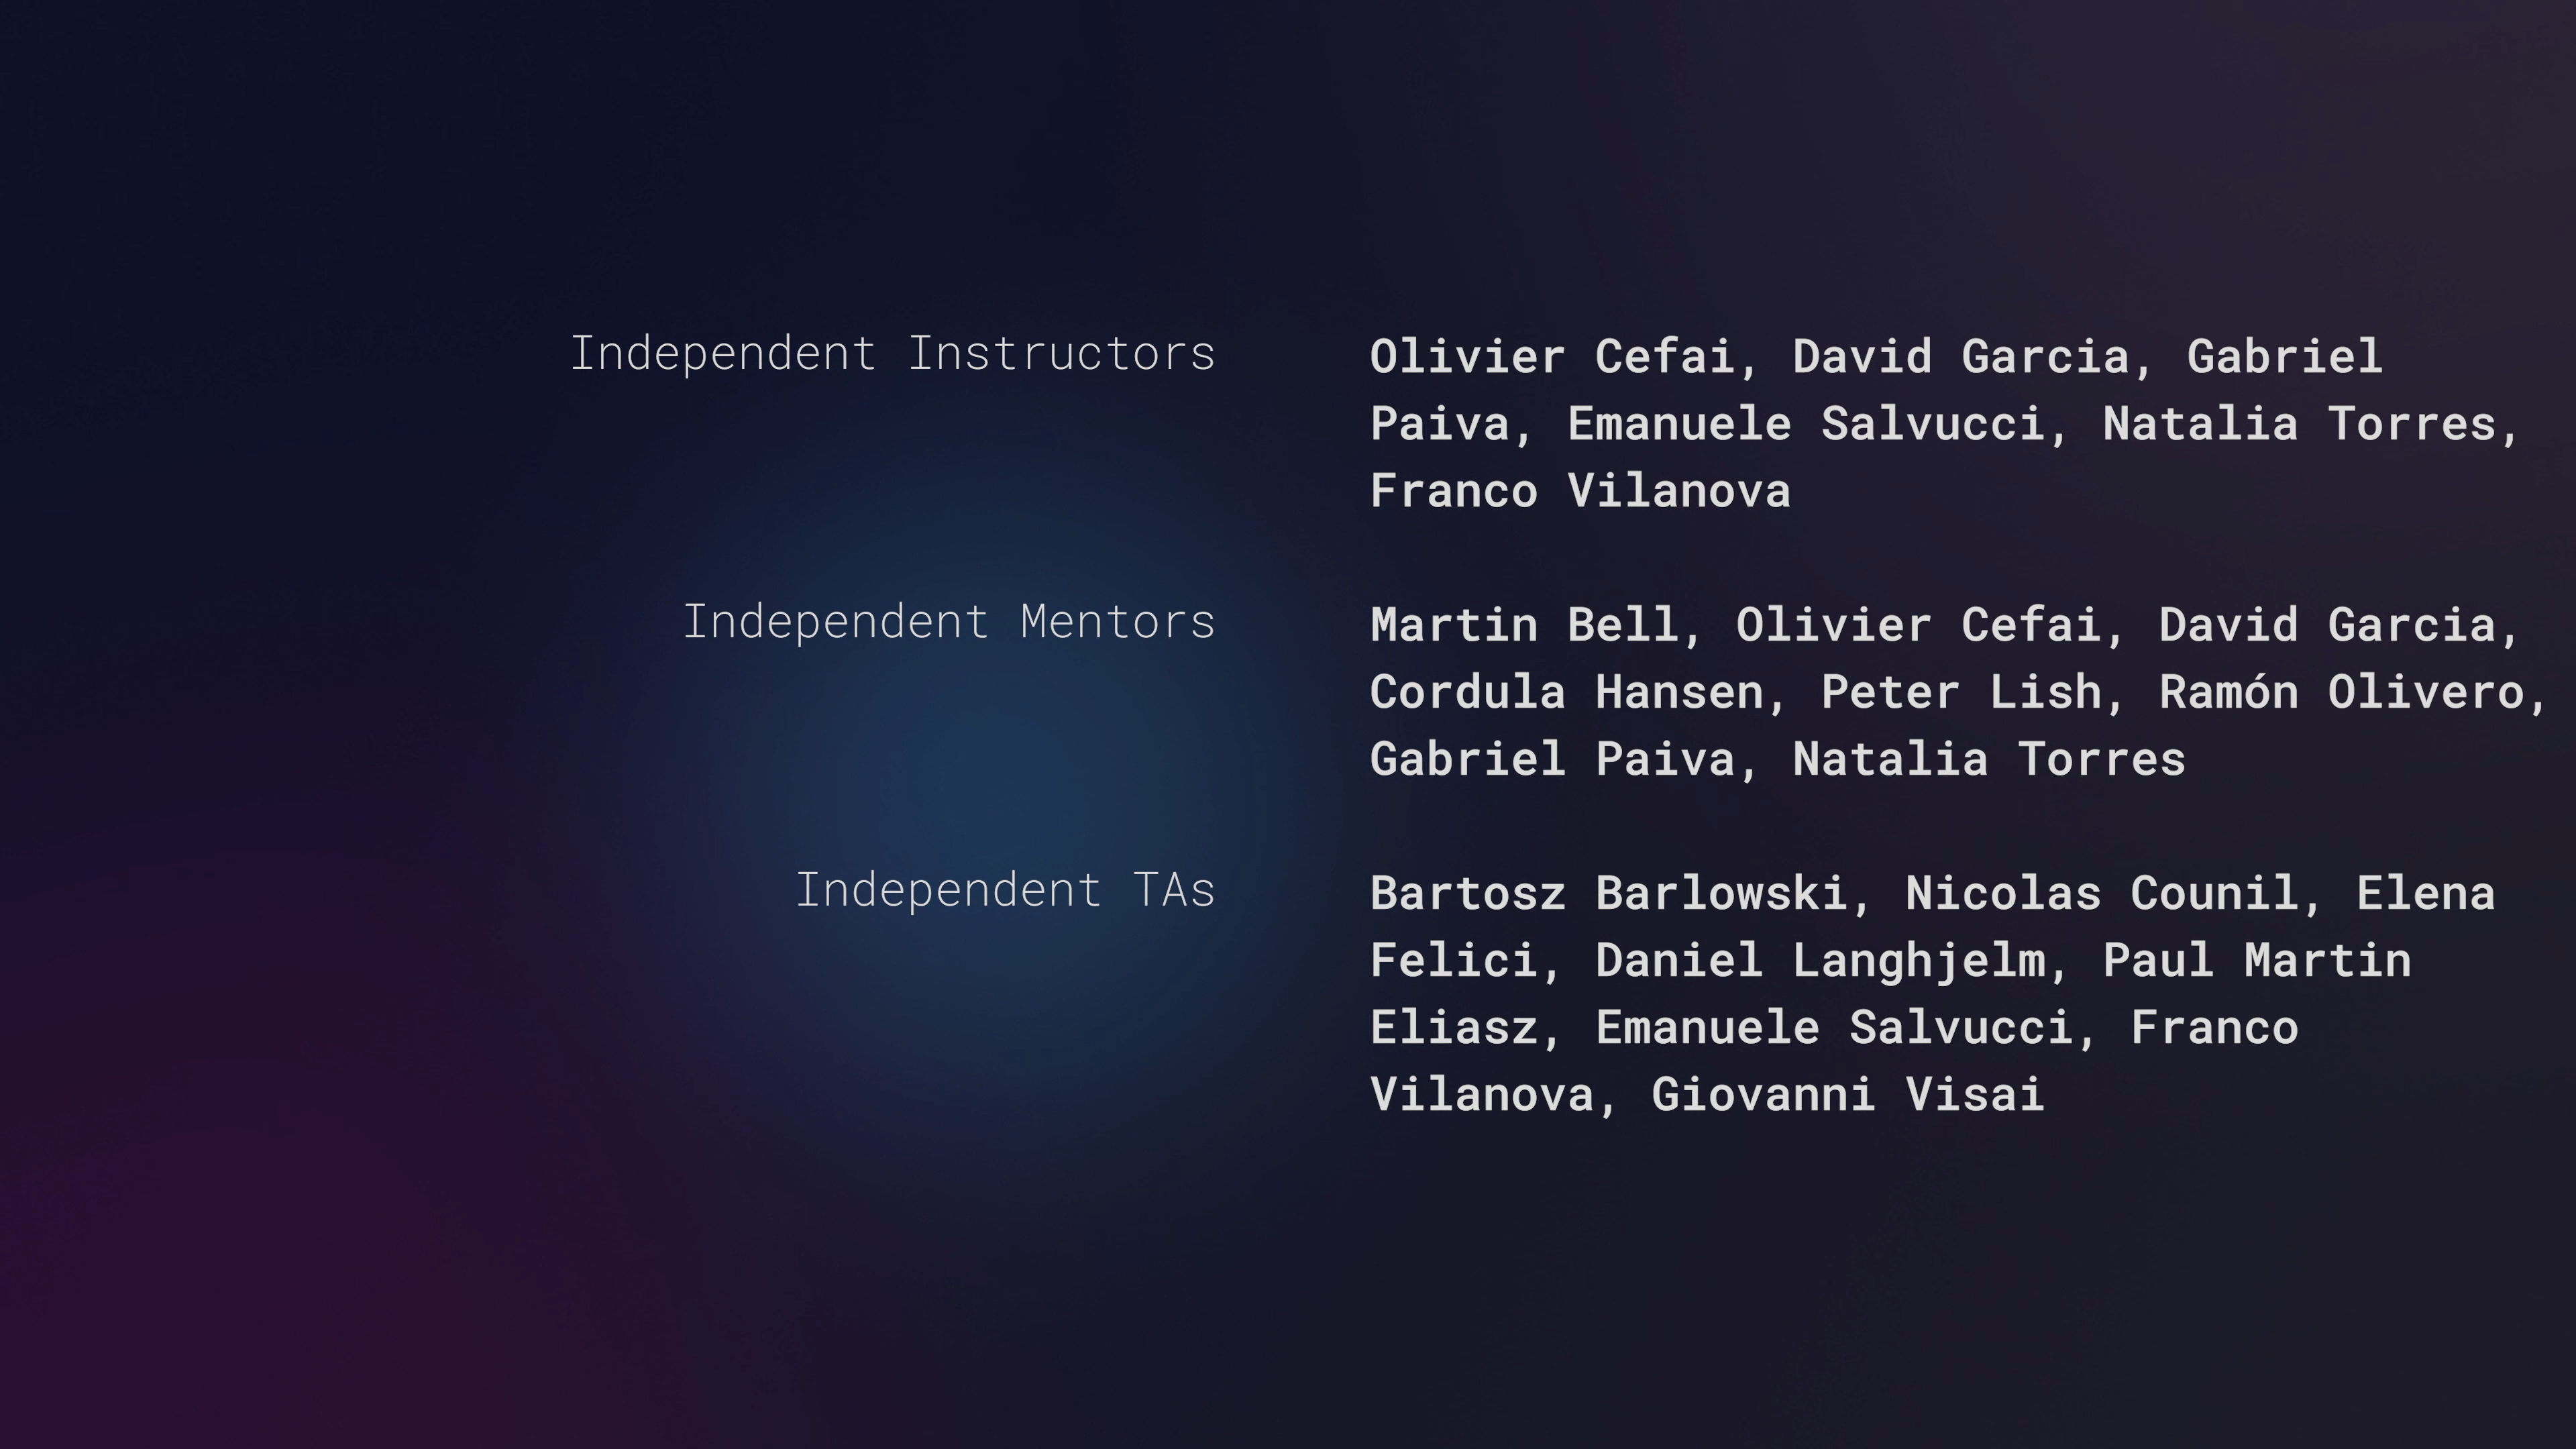 Independent Instructors
Olivier Cefai, David Garcia, Gabriel
Paiva, Emanuele Salvucci, Natalia Torres,
Franco Vilanova
Independent Mentors
Martin Bell, Olivier Cefai, David Garcia,
Cordula Hansen, Peter Lish, Ramón Olivero,
Gabriel Paiva, Natalia Torres
Independent TAs
Bartosz Barlowski, Nicolas Counil, Elena
Felici, Daniel Langhjelm, Paul Martin
Eliasz, Emanuele Salvucci, Franco
Vilanova, Giovanni Visai